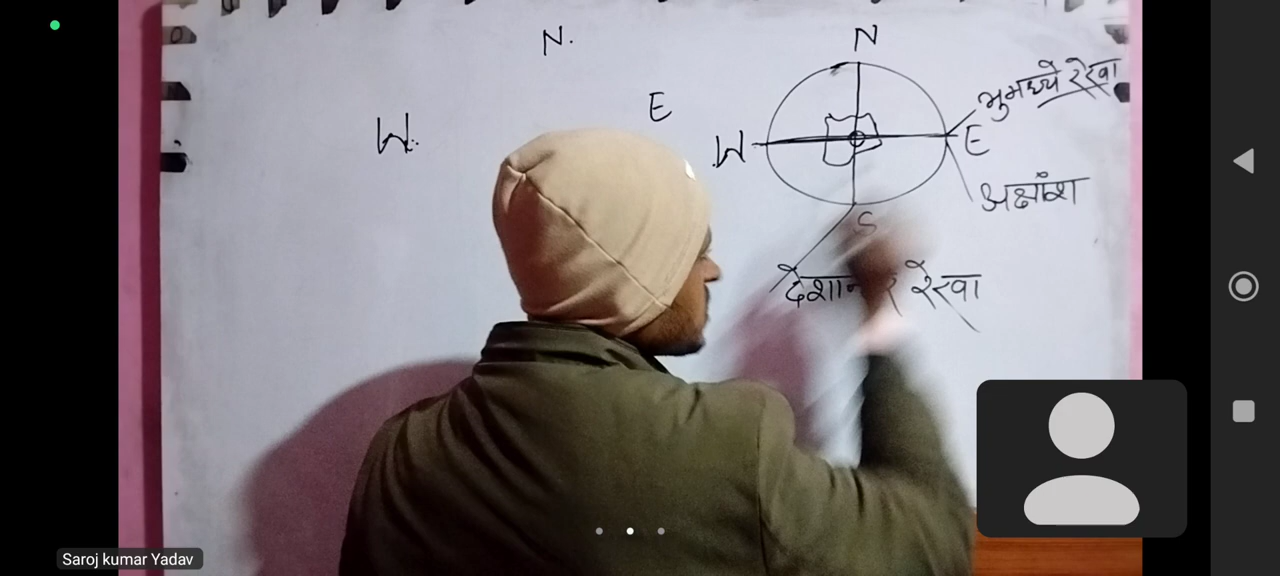 N.
N
भुमध्ये रेखा
E
W.
W
E
अक्षांश
S
रेखा
Saroj kumar Yadav